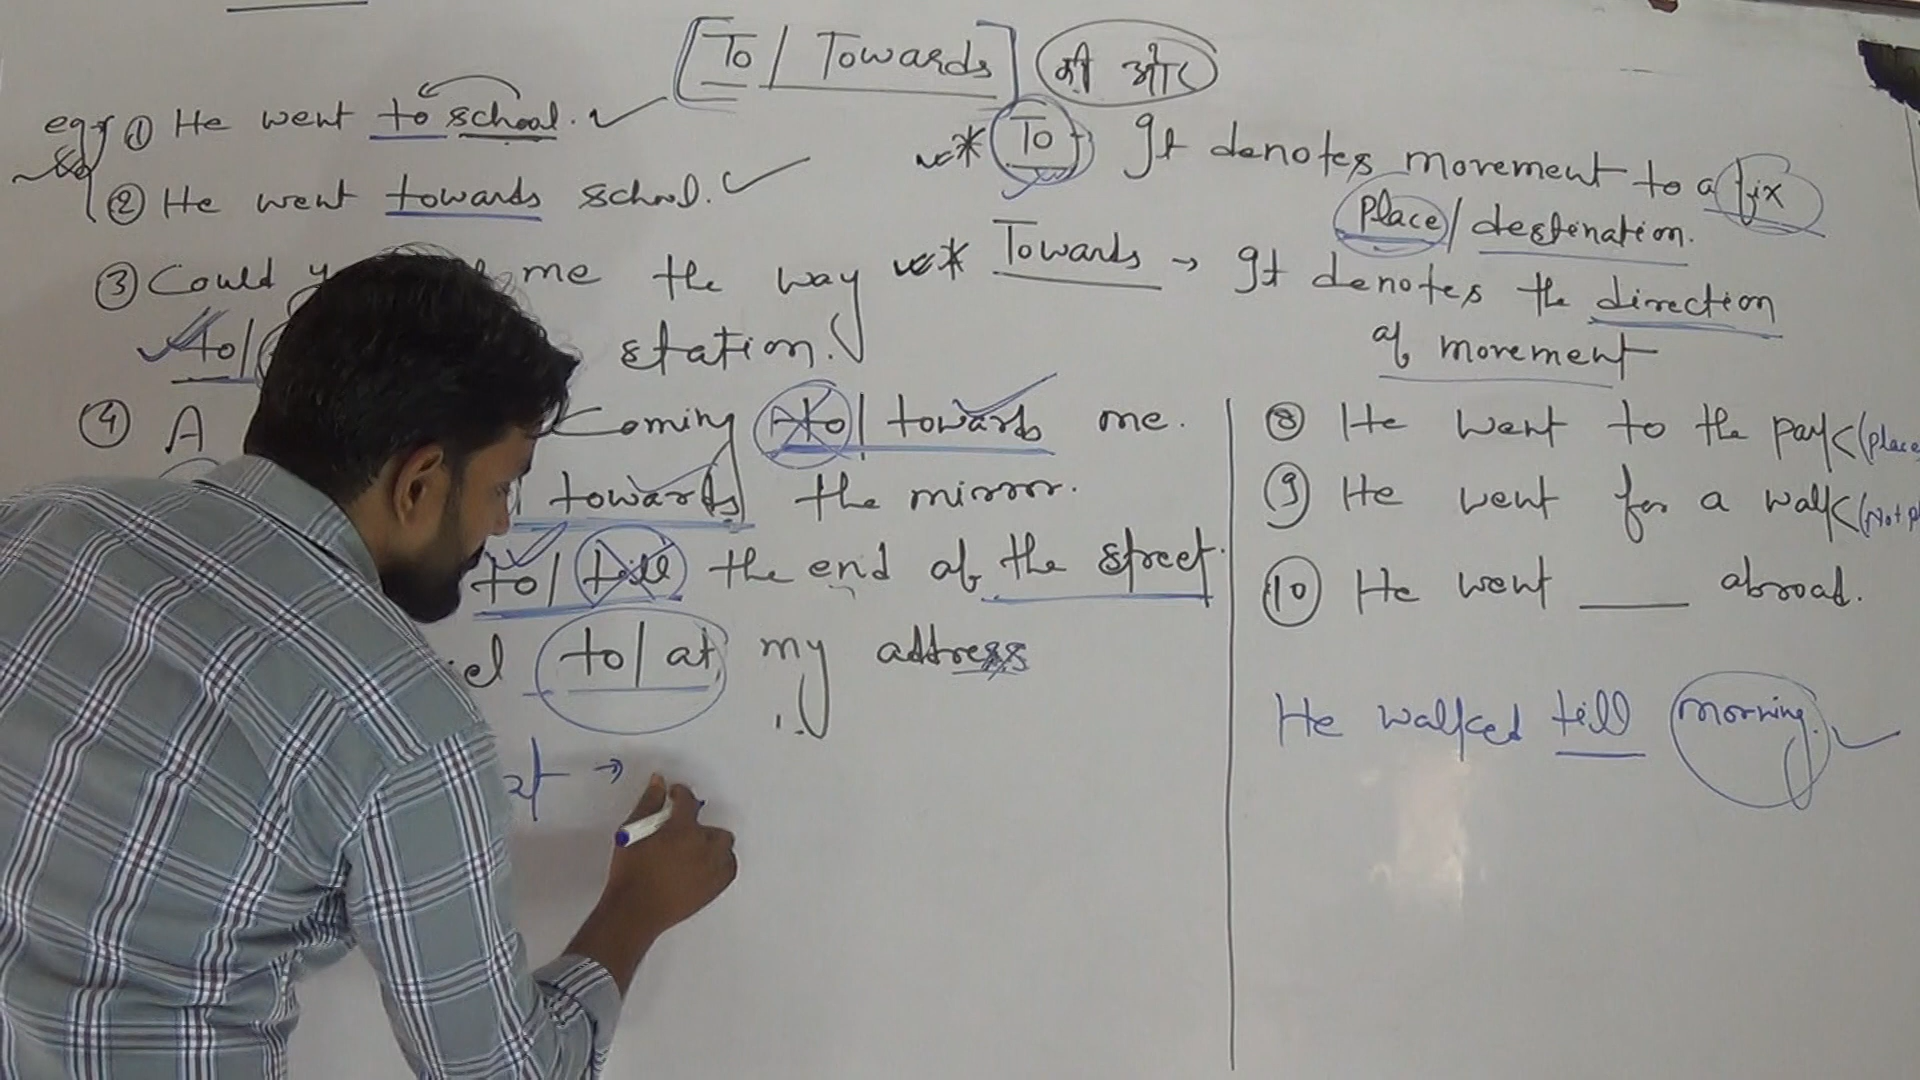 [To / Towards] की ओर
eg ① He went to school.
② He went towards school.
③ Could me the way
to/ station.
④ A Coming to/ towards me.
towards the mirror.
to/ till the end of the street.
to/ at my address
→
* To → It denotes movement to a fix
place/ destination.
* Towards → It denotes the direction
of movement
⑧ He went to the park (place
⑨ He went for a walk (Not
⑩ He went ____ abroad.
He walked till morning.